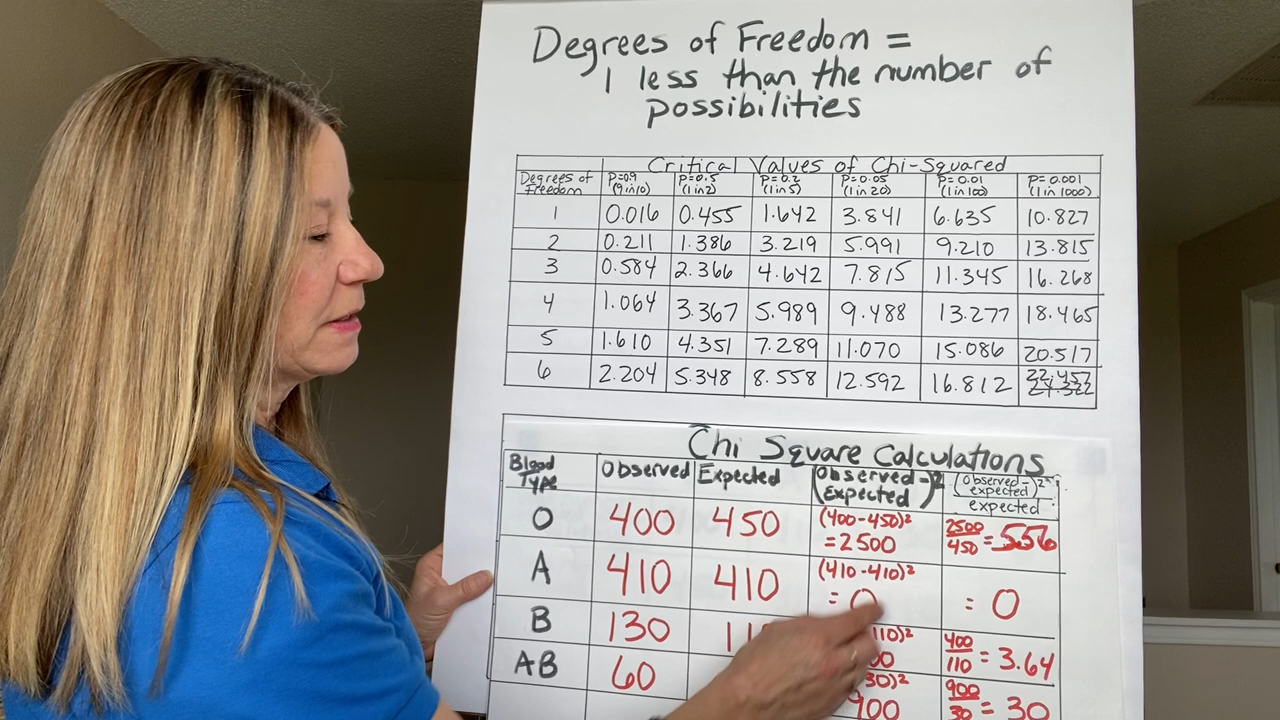 Degrees of Freedom =
1 less than the number of
possibilities
Critical Values of Chi-Squared
Degrees of Freedom P=0.9 (9 in 10) P=0.5 (1 in 2) P=0.2 (1 in 5) P=0.05 (1 in 20) P=0.01 (1 in 100) P=0.001 (1 in 1000)
1 0.016 0.455 1.642 3.841 6.635 10.827
2 0.211 1.386 3.219 5.991 9.210 13.815
3 0.584 2.366 4.642 7.815 11.345 16.268
4 1.064 3.367 5.989 9.488 13.277 18.465
5 1.610 4.351 7.289 11.070 15.086 20.517
6 2.204 5.348 8.558 12.592 16.812 22.457
Chi Square Calculations
Blood Type Observed Expected (Observed - Expected)² (Observed - expected)² expected
O 400 450 (400-450)² = 2500 2500 450 = 5.56
A 410 410 (410-410)² = 0 = 0
B 130 110)² 400 110 = 3.64
AB 60 30)² 900 900 30 = 30